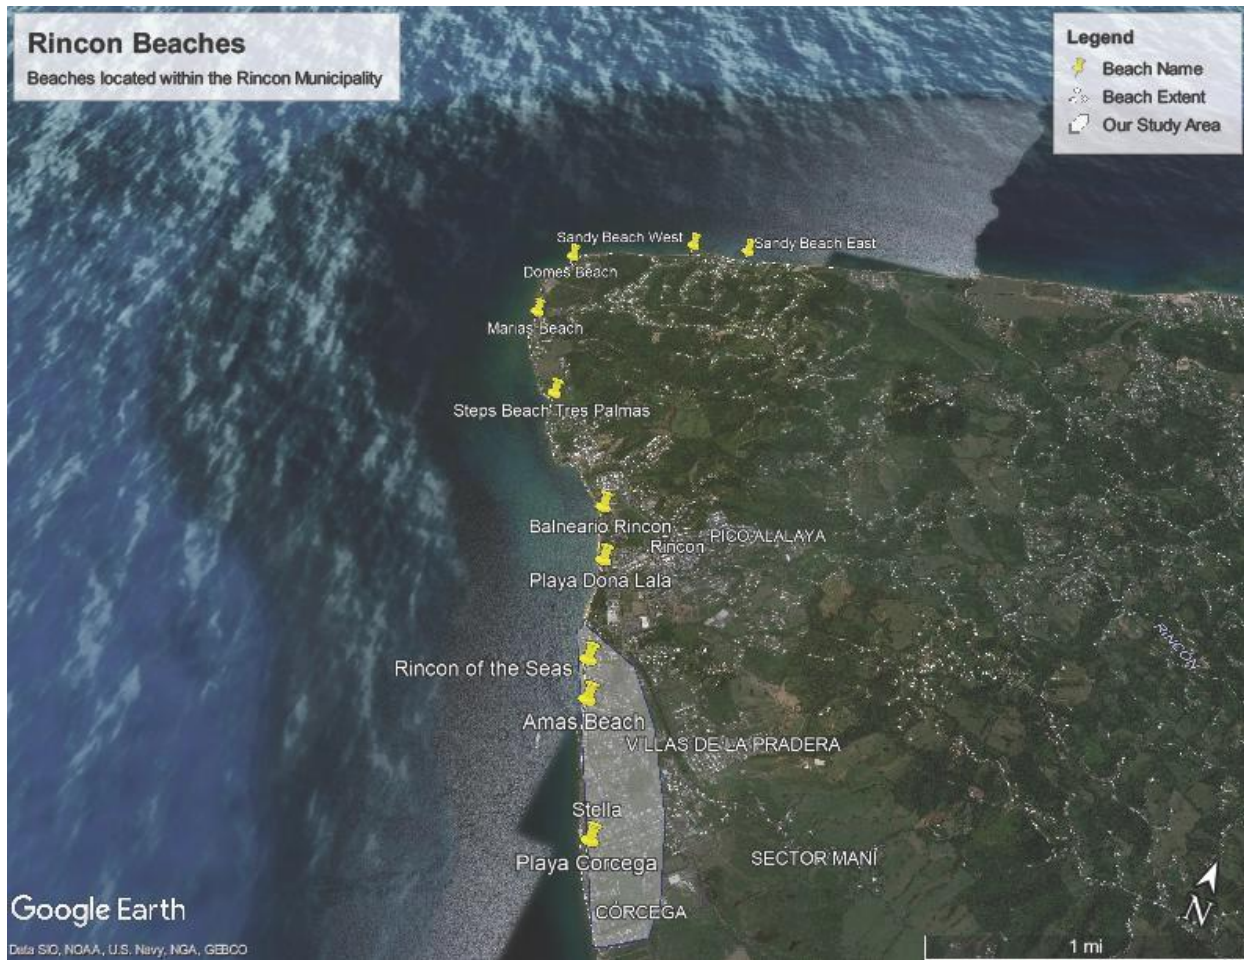 Rincon Beaches
Beaches located within the Rincon Municipality
Legend
Beach Name
Beach Extent
Our Study Area
Sandy Beach West
Sandy Beach East
Domes Beach
Marias Beach
Steps Beach Tres Palmas
Balneario Rincon
PICO ALALAYA
Rincon
Playa Dona Lala
RINCÓN
Rincon of the Seas
Amas Beach
VILLAS DE LA PRADERA
Stella
Playa Corcega
SECTOR MANÍ
CÓRCEGA
N
Google Earth
1 mi
Data SIO, NOAA, U.S. Navy, NGA, GEBCO